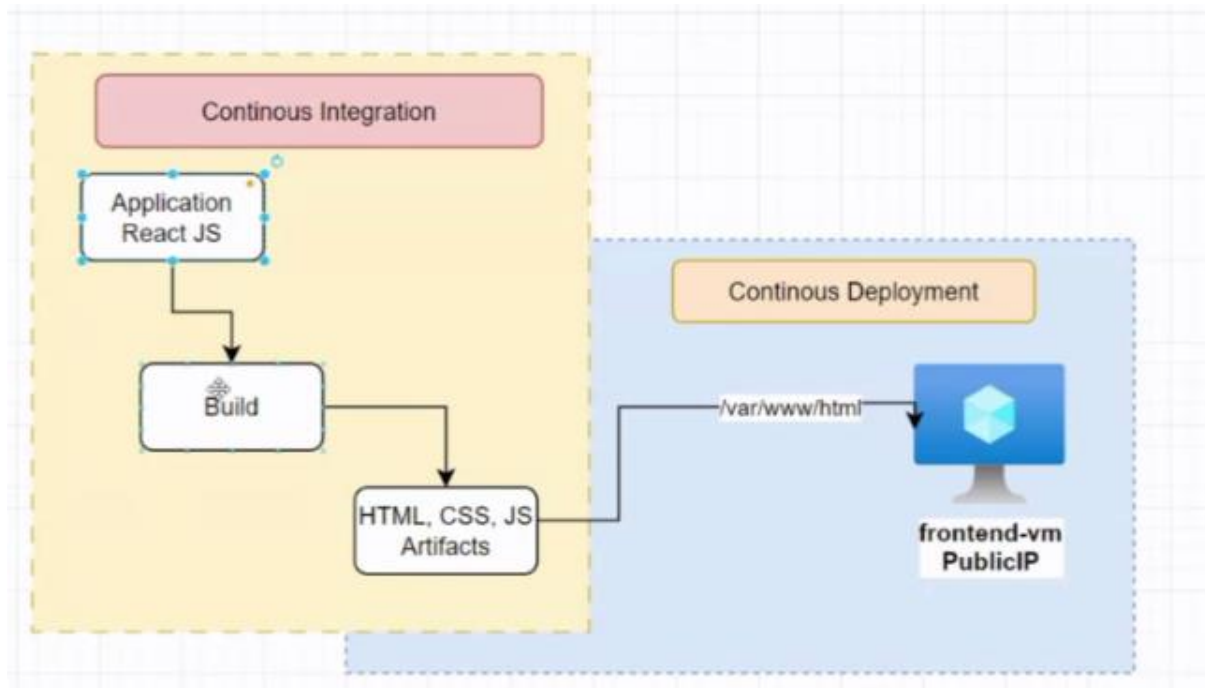 Continous Integration
Application
React JS
Build
HTML, CSS, JS
Artifacts
Continous Deployment
/var/www/html
frontend-vm
PublicIP